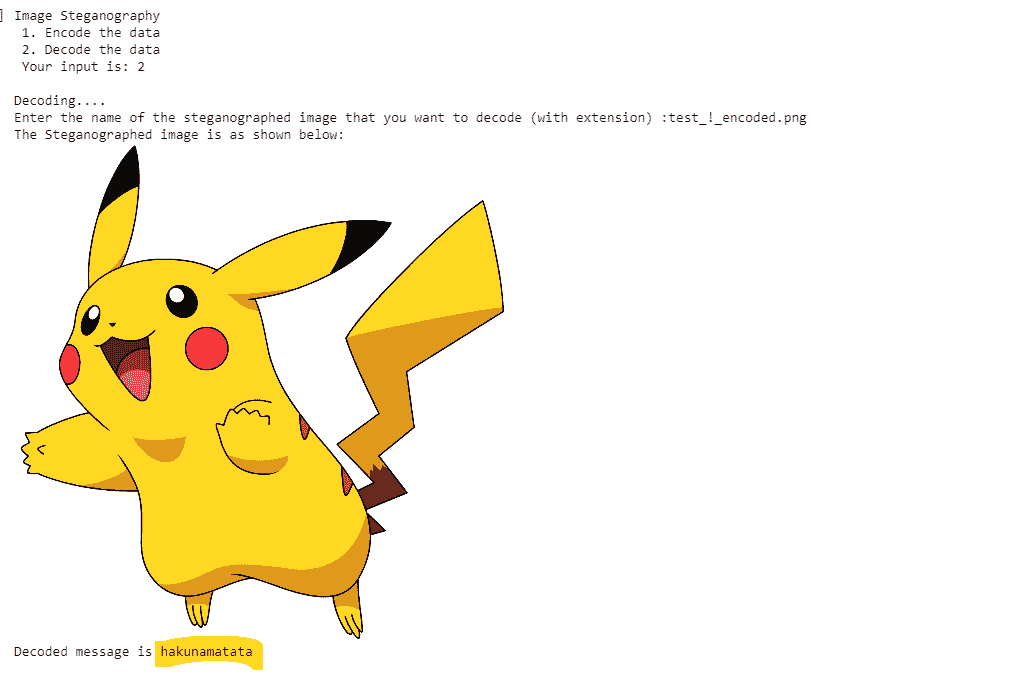 Image Steganography
1. Encode the data
2. Decode the data
Your input is: 2
Decoding....
Enter the name of the steganographed image that you want to decode (with extension) :test_!_encoded.png
The Steganographed image is as shown below:
Decoded message is hakunamatata